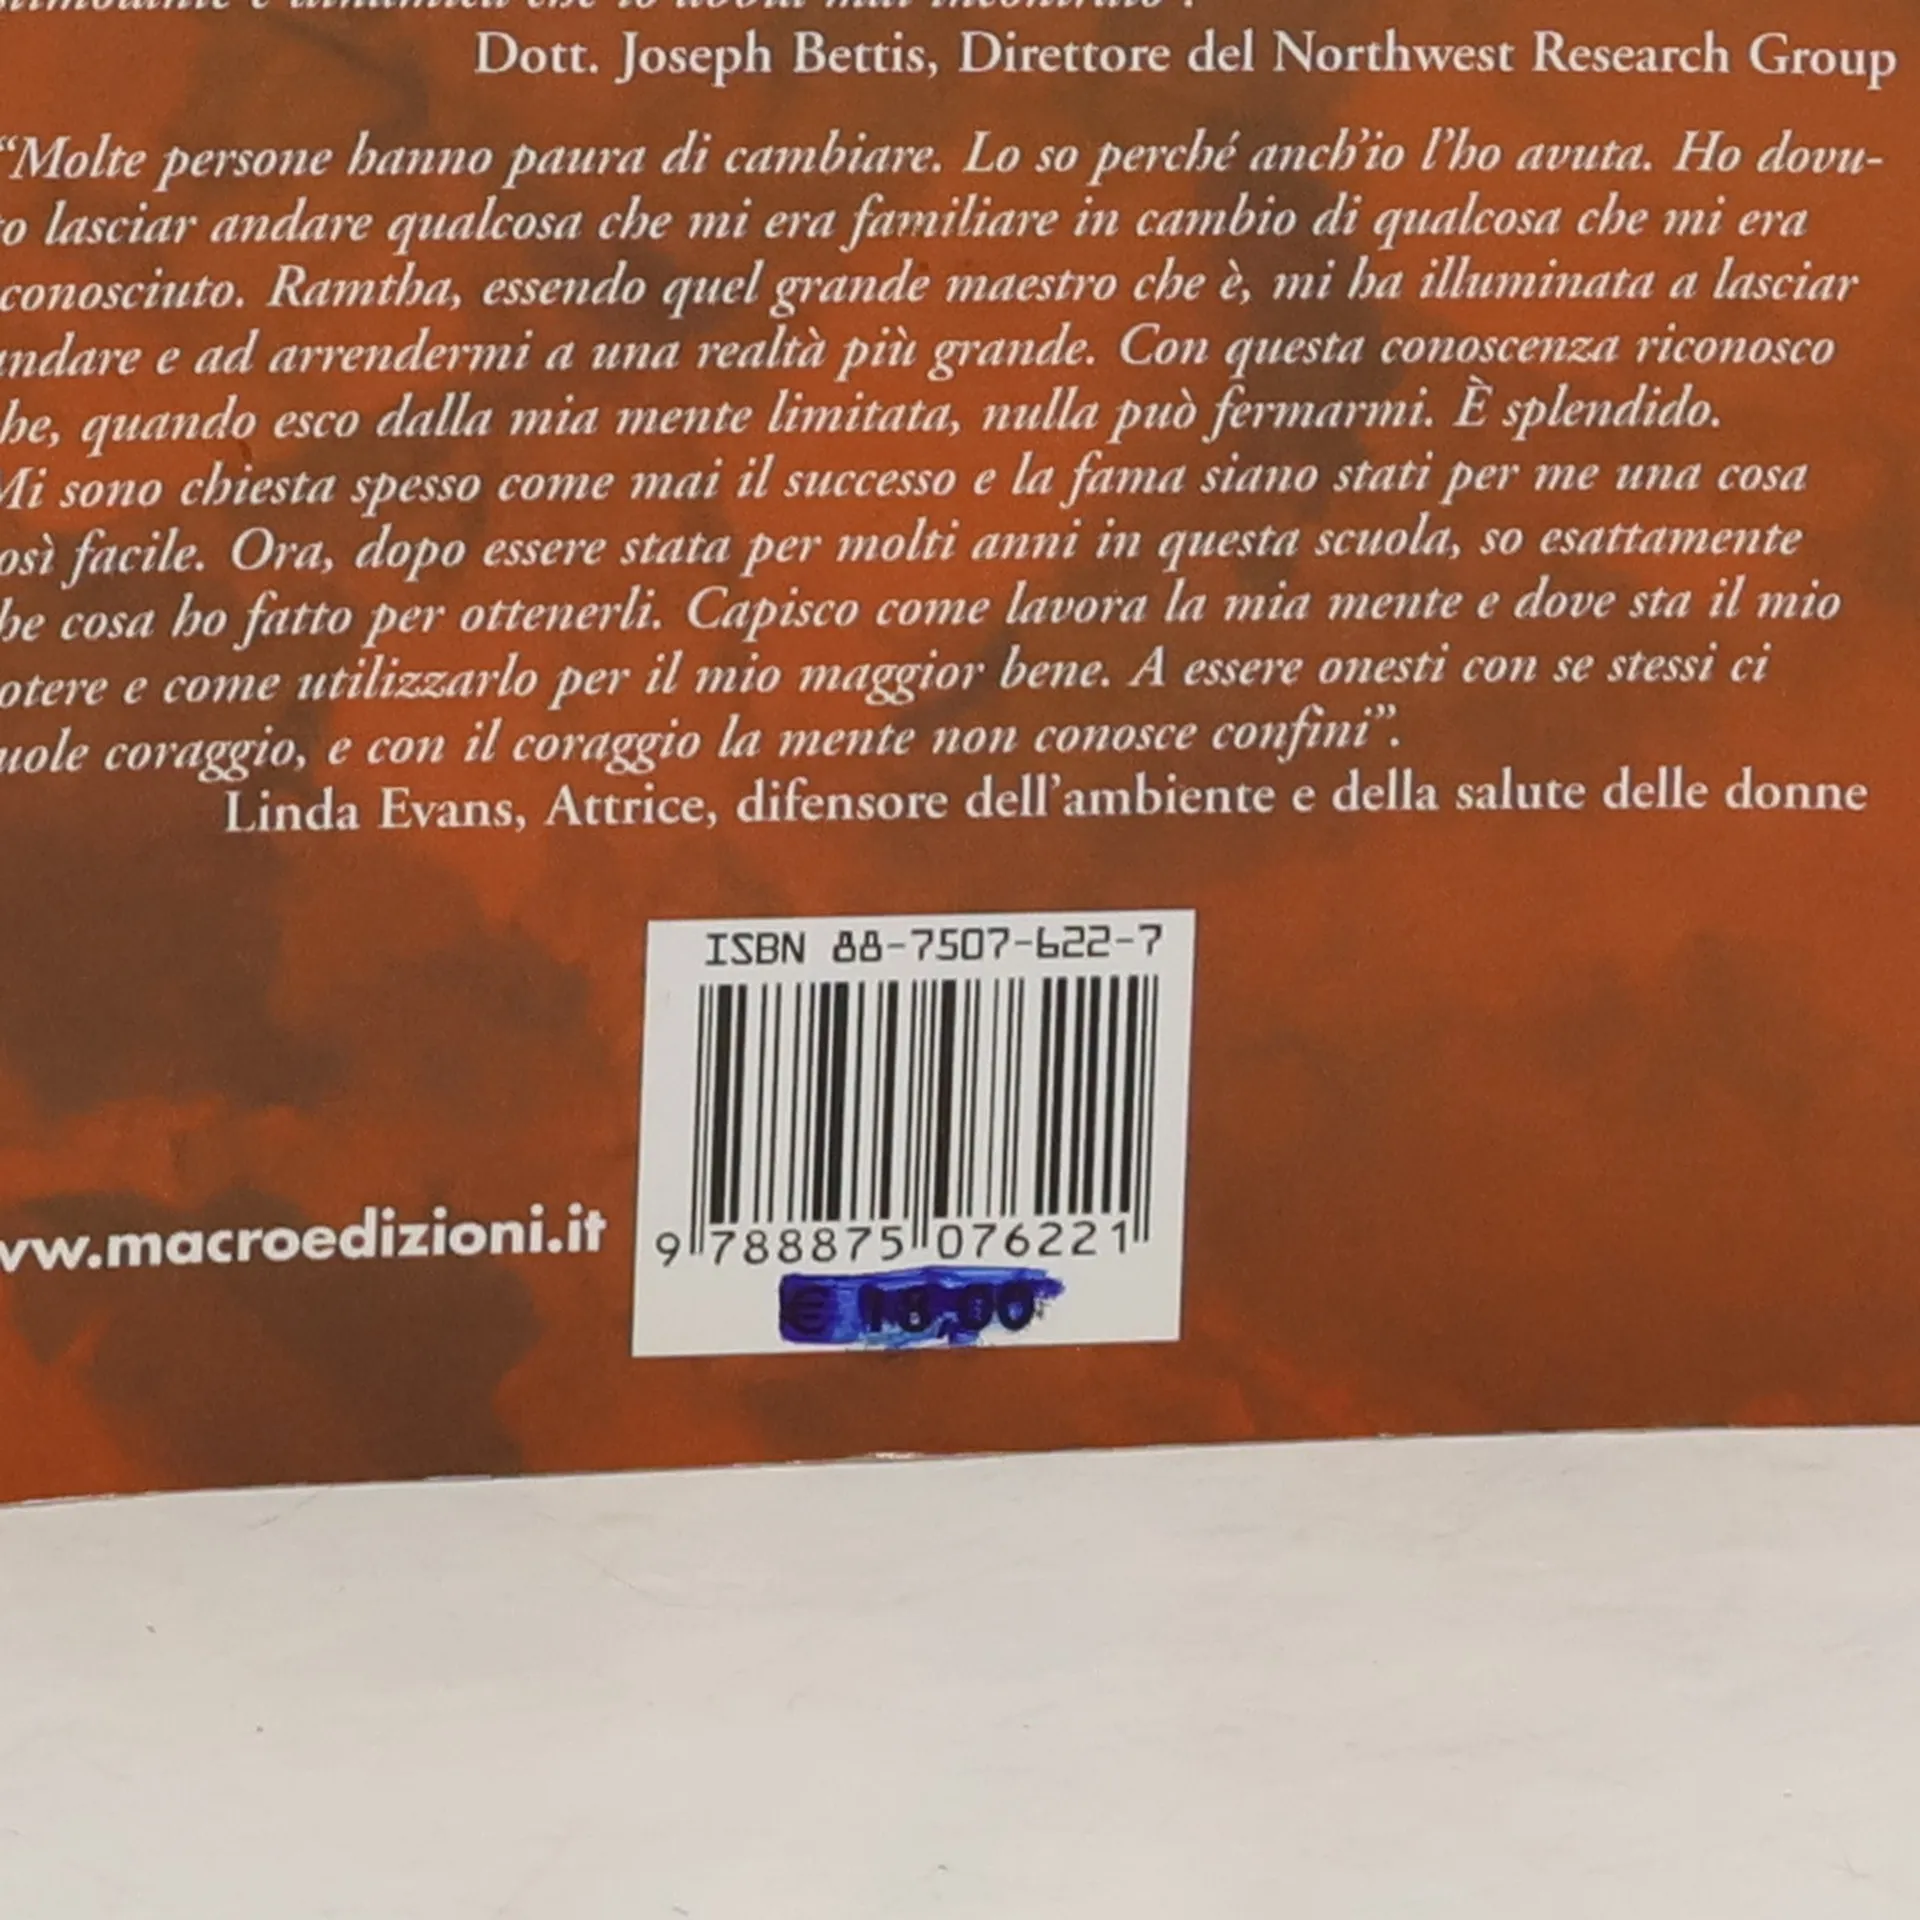 Dott. Joseph Bettis, Direttore del Northwest Research Group
“Molte persone hanno paura di cambiare. Lo so perché anch’io l’ho avuta. Ho dovu-
to lasciar andare qualcosa che mi era familiare in cambio di qualcosa che mi era
conosciuto. Ramtha, essendo quel grande maestro che è, mi ha illuminata a lasciar
andare e ad arrendermi a una realtà più grande. Con questa conoscenza riconosco
he, quando esco dalla mia mente limitata, nulla può fermarmi. È splendido.
Mi sono chiesta spesso come mai il successo e la fama siano stati per me una cosa
osì facile. Ora, dopo essere stata per molti anni in questa scuola, so esattamente
he cosa ho fatto per ottenerli. Capisco come lavora la mia mente e dove sta il mio
otere e come utilizzarlo per il mio maggior bene. A essere onesti con se stessi ci
uole coraggio, e con il coraggio la mente non conosce confini”.
Linda Evans, Attrice, difensore dell’ambiente e della salute delle donne
ISBN 88-7507-622-7
9 788875 076221
€ 18,00
ww.macroedizioni.it